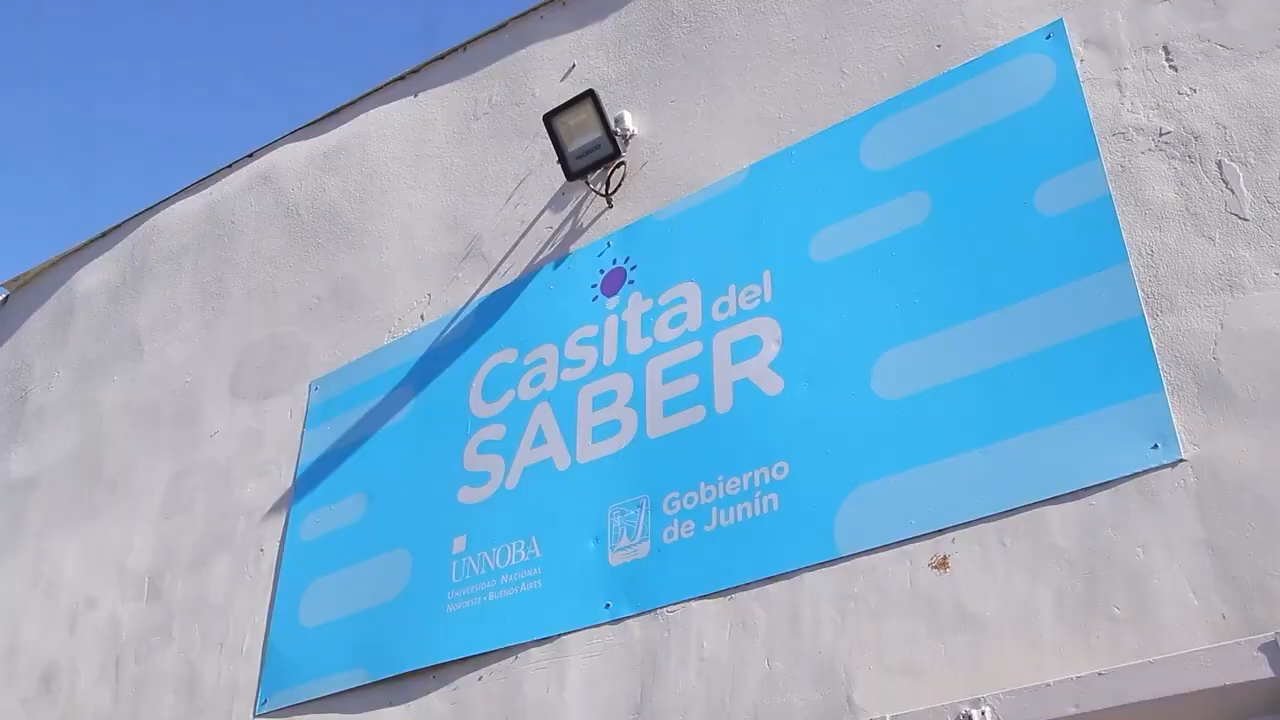 Casita del
SABER
UNNOBA
UNIVERSIDAD NACIONAL
NOROESTE • BUENOS AIRES
Gobierno
de Junín